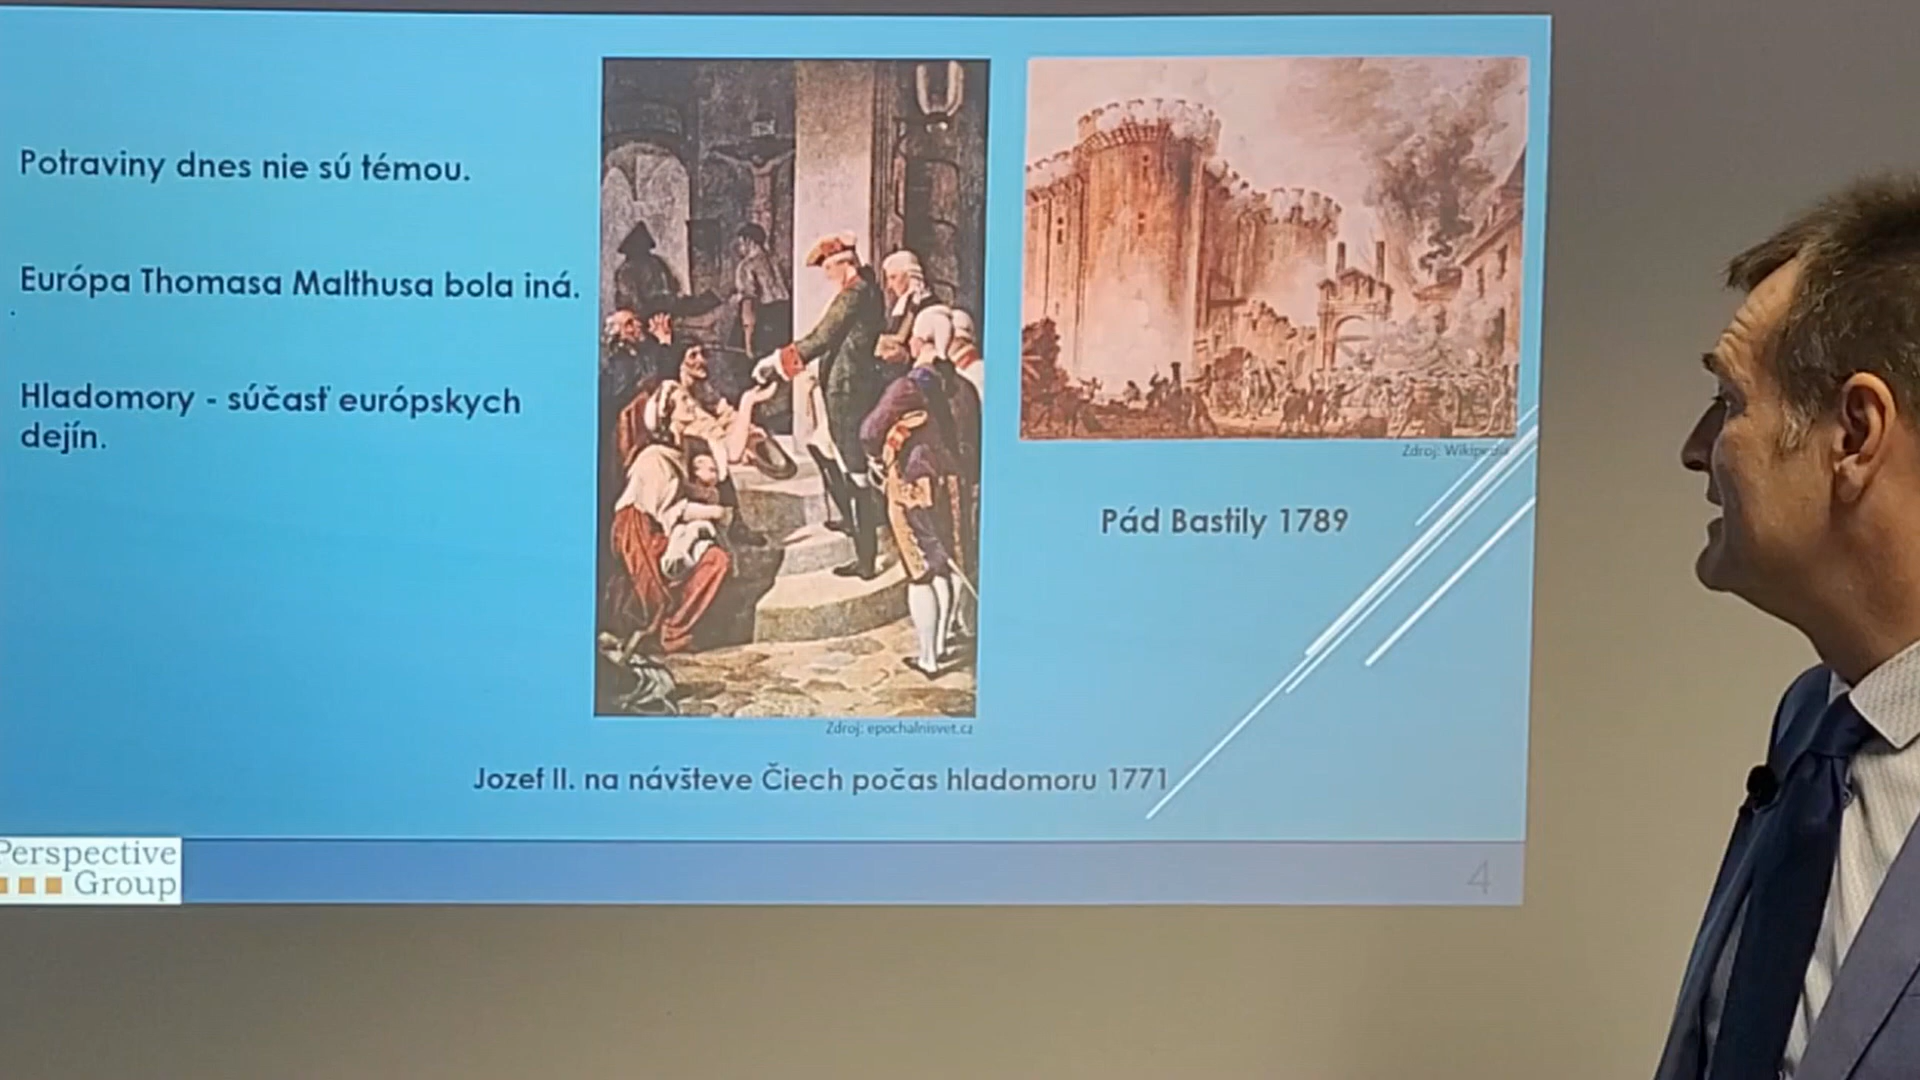 Potraviny dnes nie sú témou.
Európa Thomasa Malthusa bola iná.
Hladomory - súčasť európskych
dejín.
Zdroj: Wikipedia
Pád Bastily 1789
Zdroj: epochalnisvet.cz
Jozef II. na návšteve Čiech počas hladomoru 1771
Perspective
Group
4